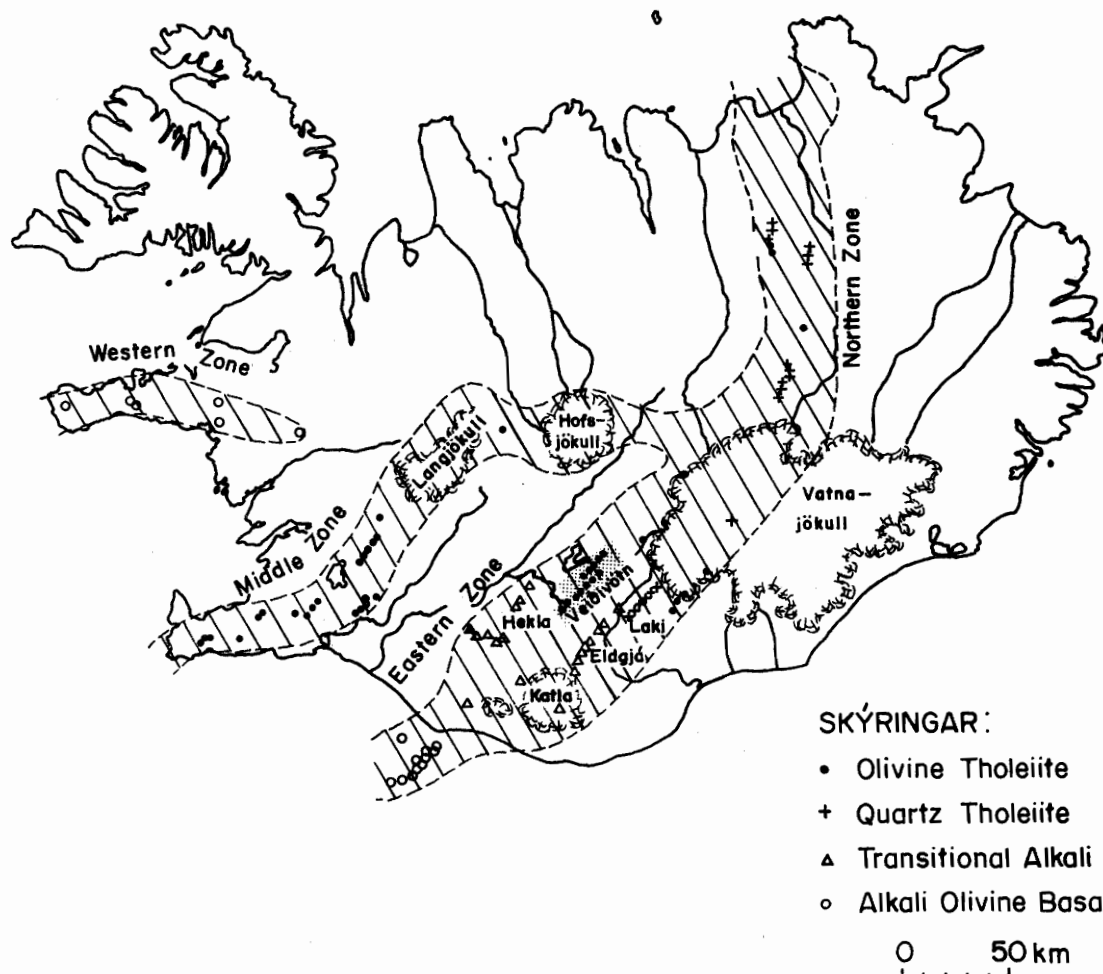 Western Zone
Northern Zone
Hofs-
jökull
Langjökull
Vatna-
jökull
Middle Zone
Eastern Zone
Veiðivötn
Hekla
Laki
Eldgjá
Katla
SKÝRINGAR:
Olivine Tholeiite
+ Quartz Tholeiite
Transitional Alkali
Alkali Olivine Basa
0 50 km